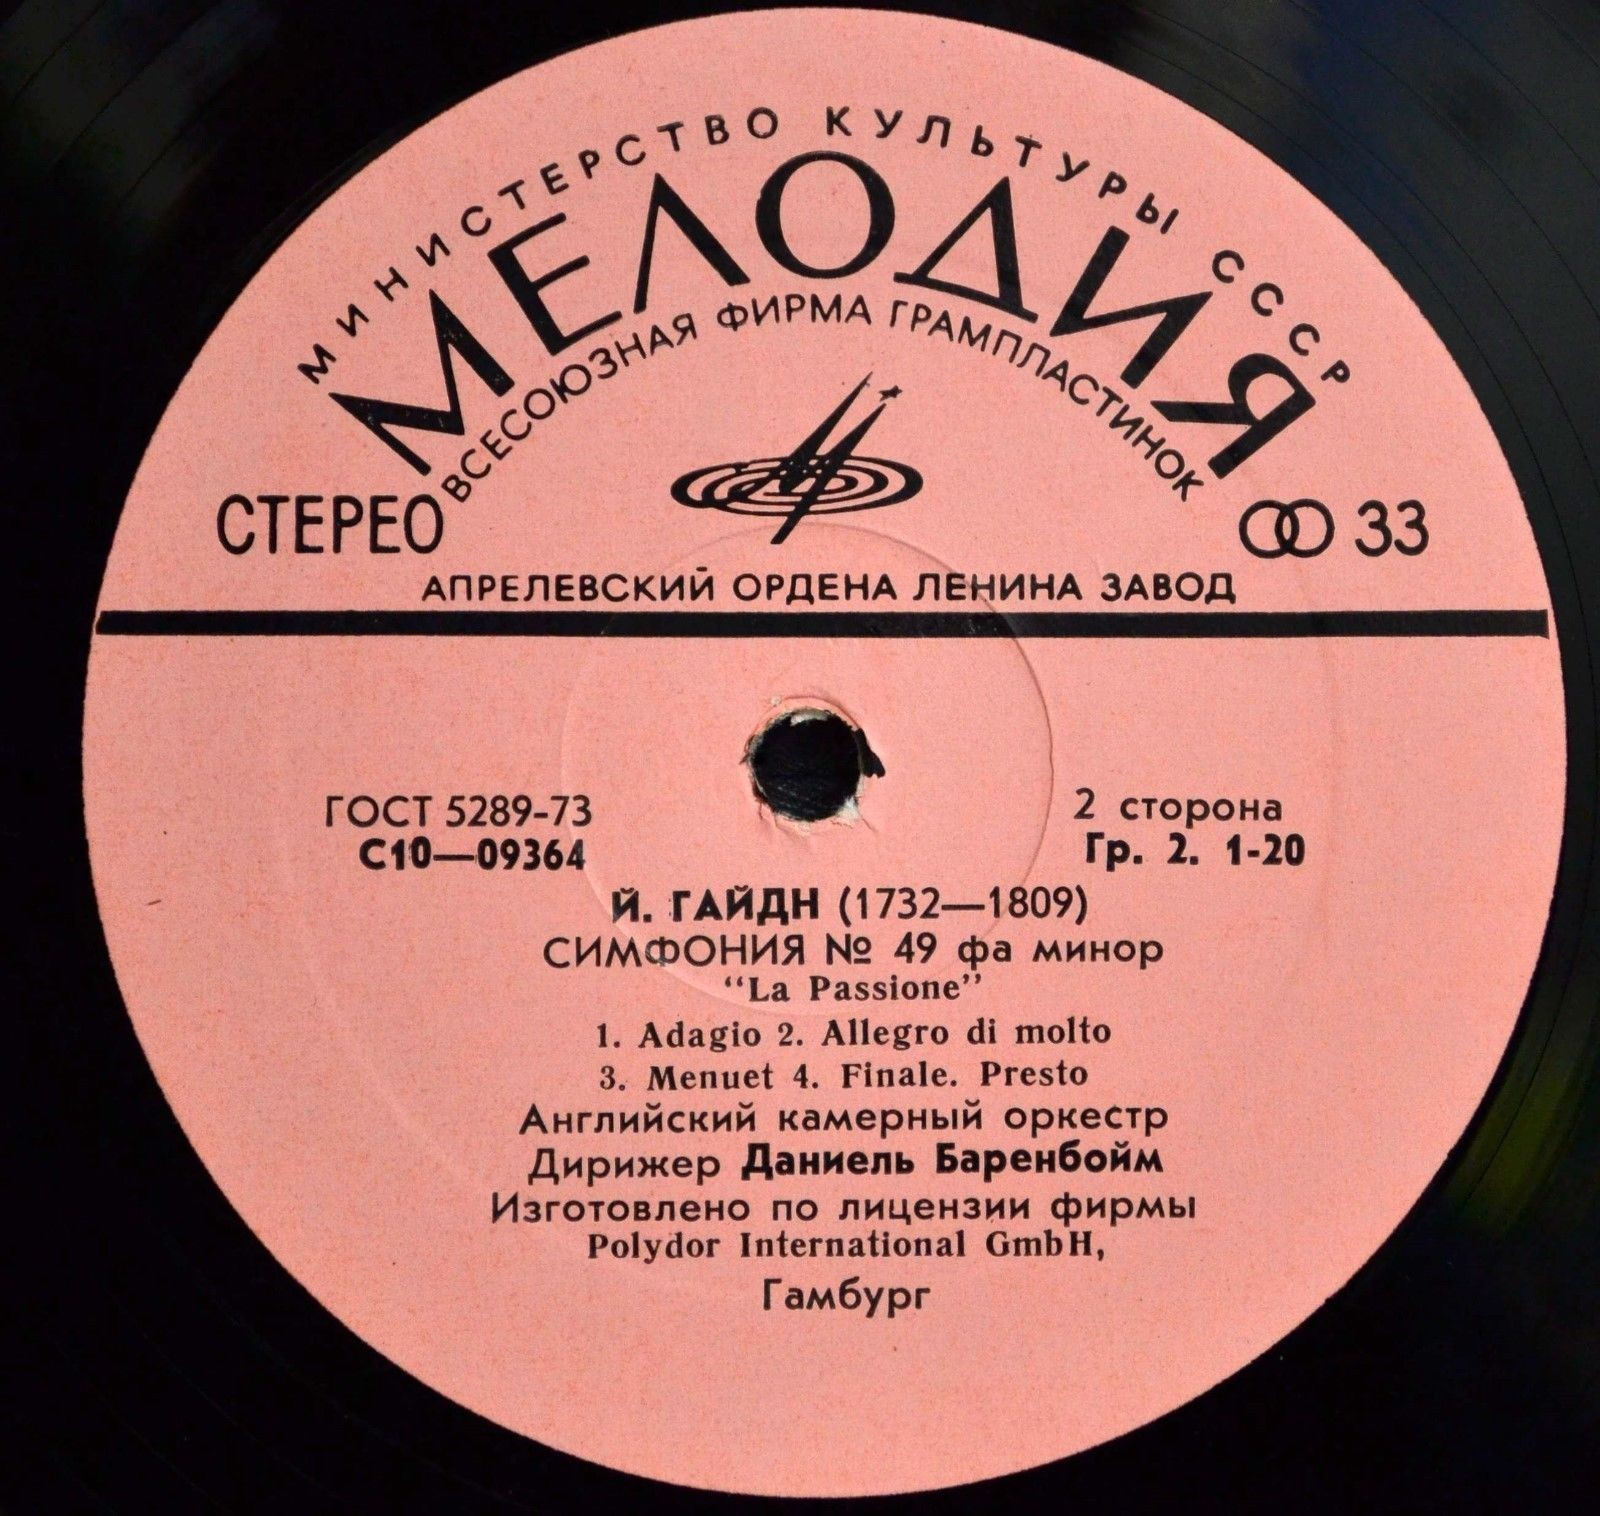 МИНИСТЕРСТВО КУЛЬТУРЫ СССР
МЕЛОДИЯ
ВСЕСОЮЗНАЯ ФИРМА ГРАМПЛАСТИНОК
СТЕРЕО
33
АПРЕЛЕВСКИЙ ОРДЕНА ЛЕНИНА ЗАВОД
ГОСТ 5289-73
2 сторона
С10—09364
Гр. 2. 1-20
Й. ГАЙДН (1732—1809)
СИМФОНИЯ № 49 фа минор
“La Passione”
1. Adagio 2. Allegro di molto
3. Menuet 4. Finale. Presto
Английский камерный оркестр
Дирижер Даниель Баренбойм
Изготовлено по лицензии фирмы
Polydor International GmbH,
Гамбург